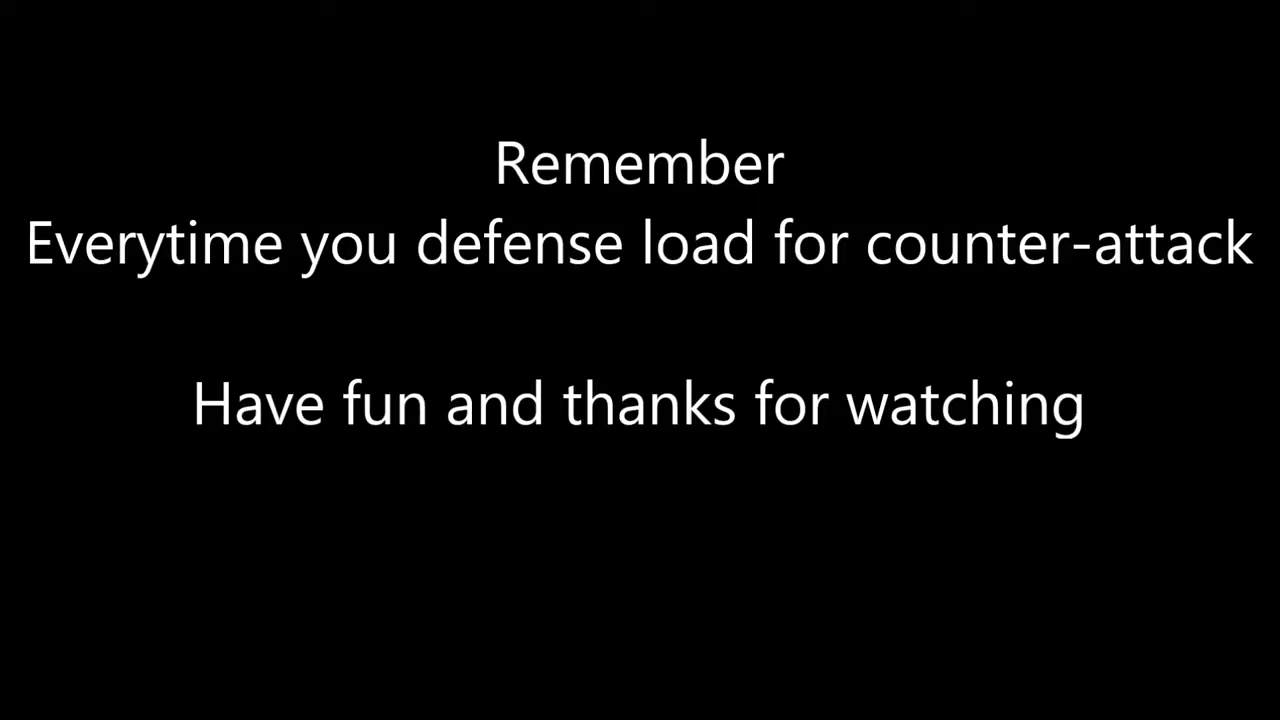 Remember
Everytime you defense load for counter-attack
Have fun and thanks for watching